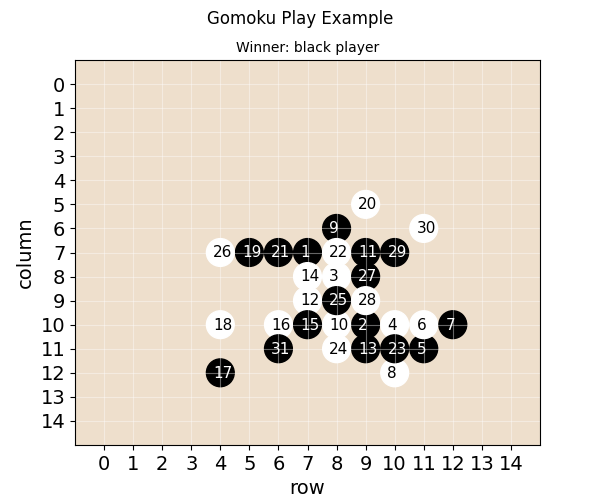 Gomoku Play Example
Winner: black player
0
1
2
3
4
5 20
6 9 30
7 26 19 21 1 22 11 29
8 14 3 27
9 12 25 28
10 18 16 15 10 2 4 6 7
11 31 24 13 23 5
12 17 8
13
14
column
0 1 2 3 4 5 6 7 8 9 10 11 12 13 14
row